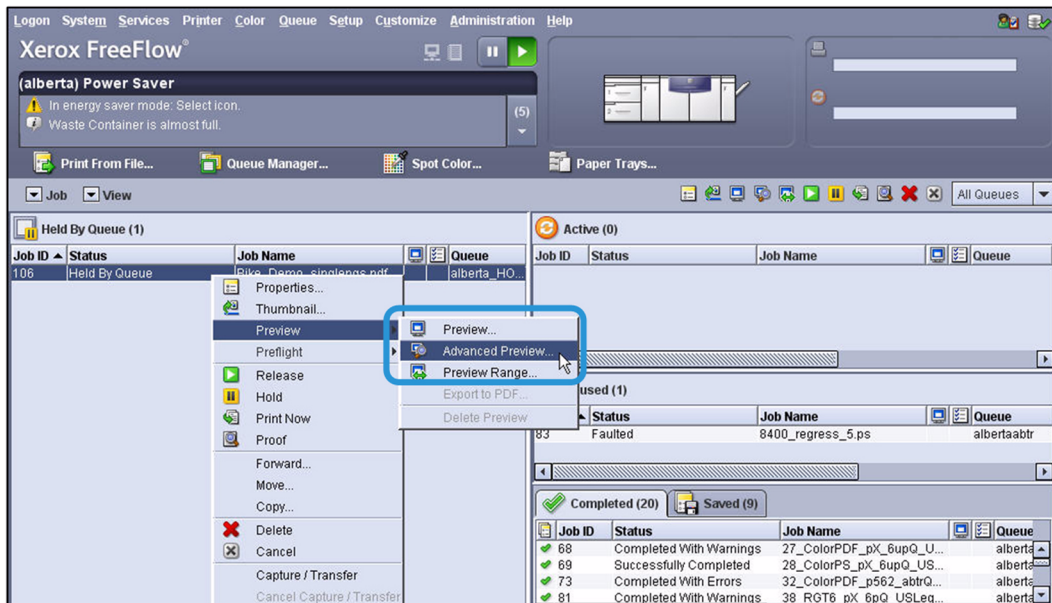 Logon System Services Printer Color Queue Setup Customize Administration Help
Xerox FreeFlow®
(alberta) Power Saver
In energy saver mode: Select icon.
Waste Container is almost full.
(5)
Print From File... Queue Manager... Spot Color... Paper Trays...
Job View All Queues
Held By Queue (1)
Job ID Status Job Name Queue
106 Held By Queue Bike_Demo_singlepgs.pdf alberta_HO...
Properties...
Thumbnail...
Preview
Preflight
Release
Hold
Print Now
Proof
Forward...
Move...
Copy...
Delete
Cancel
Capture / Transfer
Cancel Capture / Transfer
Preview...
Advanced Preview...
Preview Range...
Export to PDF...
Delete Preview
Active (0)
Job ID Status Job Name Queue
used (1)
Status Job Name Queue
83 Faulted 8400_regress_5.ps albertaabtr
Completed (20) Saved (9)
Job ID Status Job Name Queue
68 Completed With Warnings 27_ColorPDF_pX_6upQ_U... alberta
69 Successfully Completed 28_ColorPS_pX_6upQ_US... alberta
73 Completed With Errors 32_ColorPDF_p562_abtrQ... alberta
81 Completed With Warnings 38_RGT6_pX_6pQ_USLeg... alberta